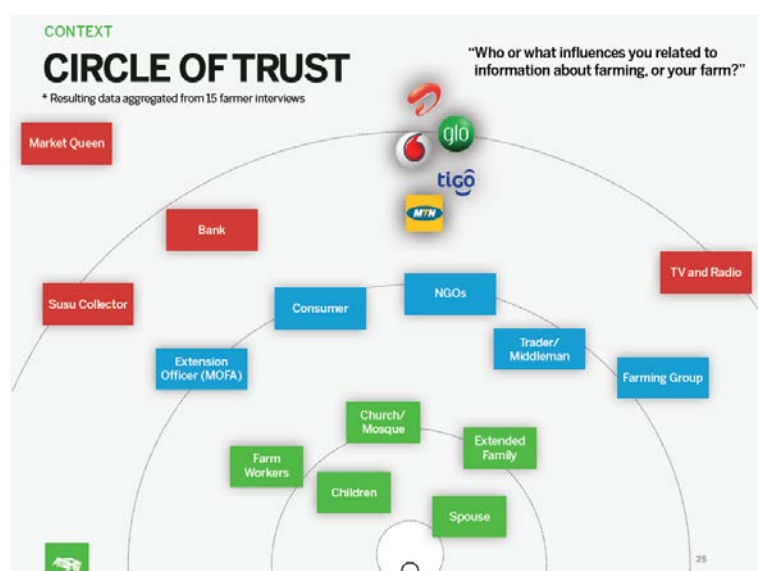 CONTEXT
CIRCLE OF TRUST
* Resulting data aggregated from 15 farmer interviews
“Who or what influences you related to
information about farming, or your farm?”
Market Queen
glo
tigo
MTN
Bank
TV and Radio
Susu Collector
Consumer
NGOs
Trader/
Middleman
Extension
Officer (MOFA)
Farming Group
Church/
Mosque
Extended
Family
Farm
Workers
Children
Spouse
25